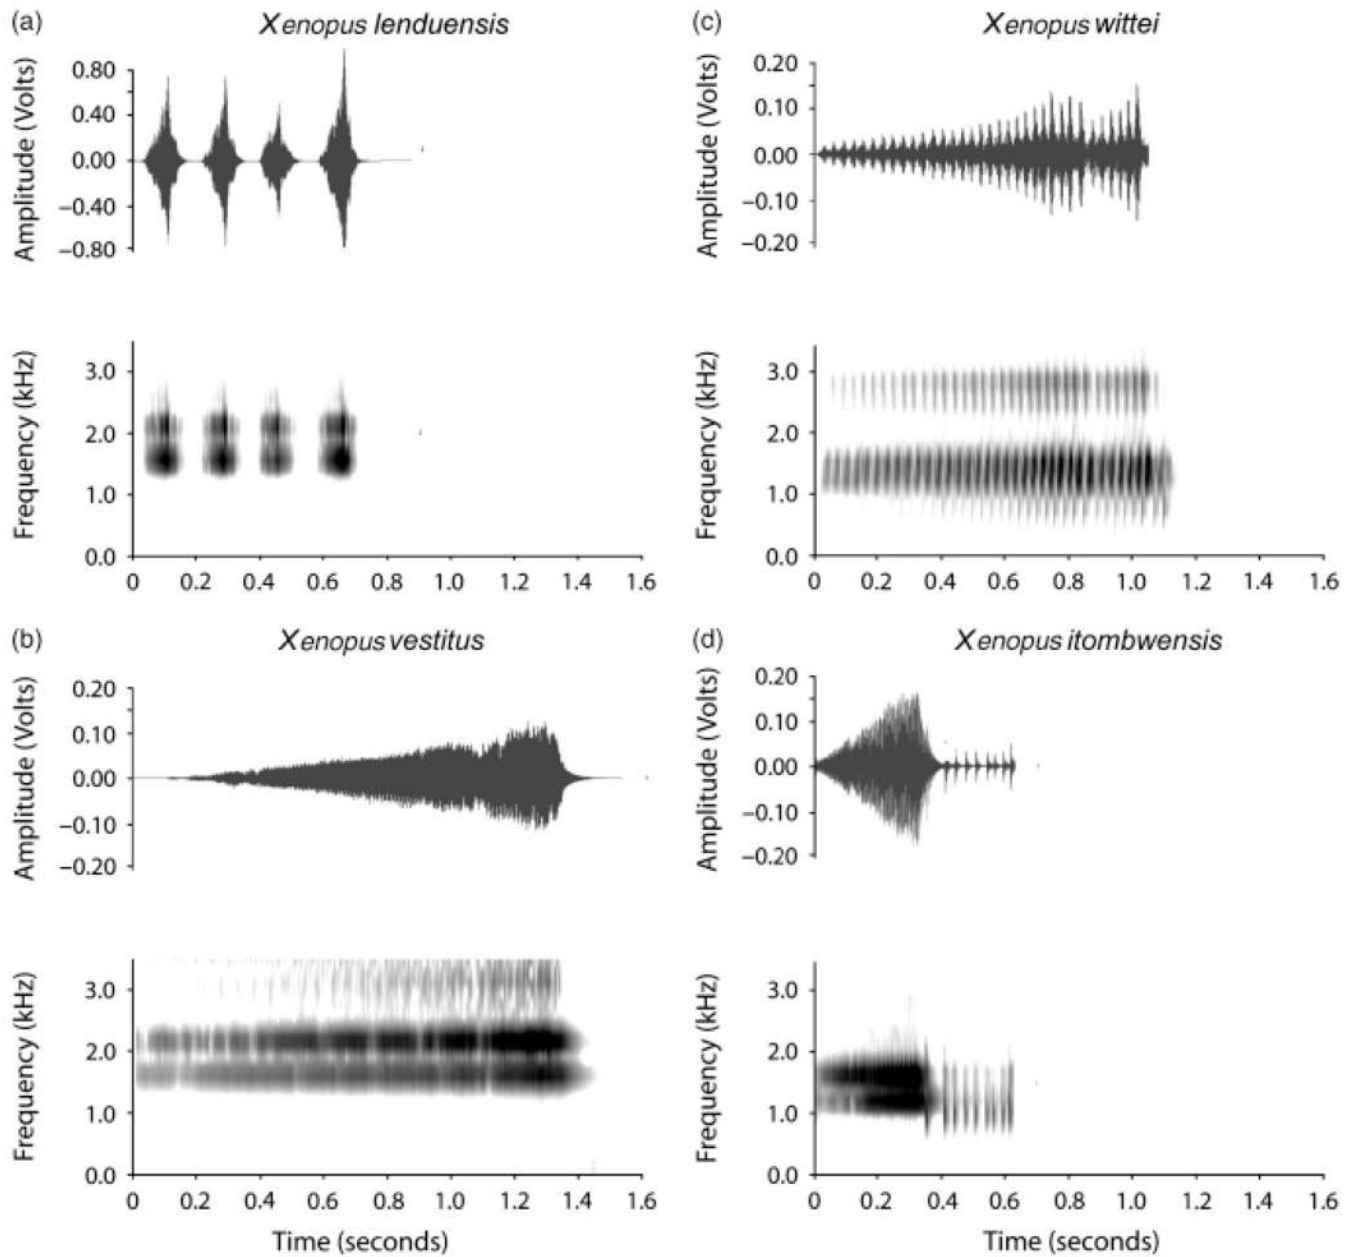 (a) Xenopus lenduensis
Amplitude (Volts)
0.80
0.40
0.00
−0.40
−0.80
Frequency (kHz)
3.0
2.0
1.0
0.0
0 0.2 0.4 0.6 0.8 1.0 1.2 1.4 1.6
(c) Xenopus wittei
Amplitude (Volts)
0.20
0.10
0.00
−0.10
−0.20
Frequency (kHz)
3.0
2.0
1.0
0.0
0 0.2 0.4 0.6 0.8 1.0 1.2 1.4 1.6
(b) Xenopus vestitus
Amplitude (Volts)
0.20
0.10
0.00
−0.10
−0.20
Frequency (kHz)
3.0
2.0
1.0
0.0
0 0.2 0.4 0.6 0.8 1.0 1.2 1.4 1.6
Time (seconds)
(d) Xenopus itombwensis
Amplitude (Volts)
0.20
0.10
0.00
−0.10
−0.20
Frequency (kHz)
3.0
2.0
1.0
0.0
0 0.2 0.4 0.6 0.8 1.0 1.2 1.4 1.6
Time (seconds)